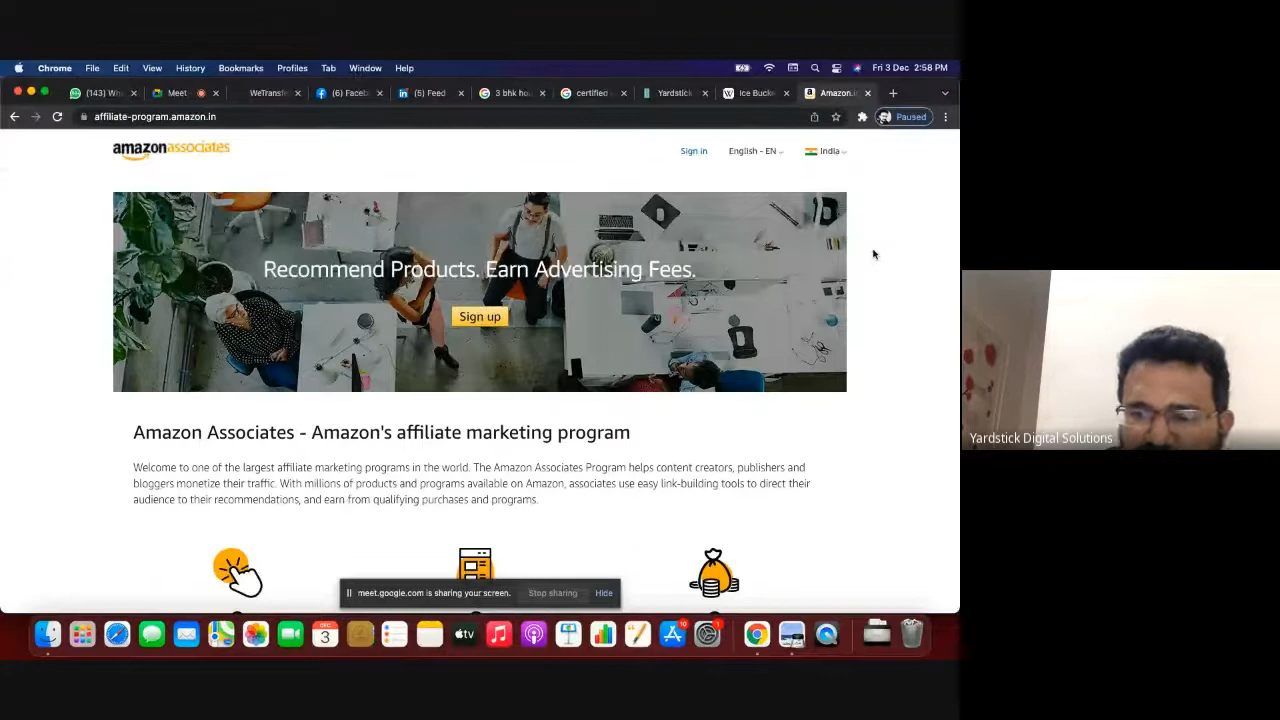 Chrome File Edit View History Bookmarks Profiles Tab Window Help Fri 3 Dec 2:58 PM
(143) Wh Meet WeTransfe (6) Faceb (5) Feed 3 bhk ho certified Yardstick Ice Bucke Amazon.i
affiliate-program.amazon.in Paused
amazonassociates Sign in English - EN India
Recommend Products. Earn Advertising Fees.
Sign up
Amazon Associates - Amazon's affiliate marketing program
Welcome to one of the largest affiliate marketing programs in the world. The Amazon Associates Program helps content creators, publishers and
bloggers monetize their traffic. With millions of products and programs available on Amazon, associates use easy link-building tools to direct their
audience to their recommendations, and earn from qualifying purchases and programs.
meet.google.com is sharing your screen. Stop sharing Hide
DEC
3
tv
10
1
Yardstick Digital Solutions